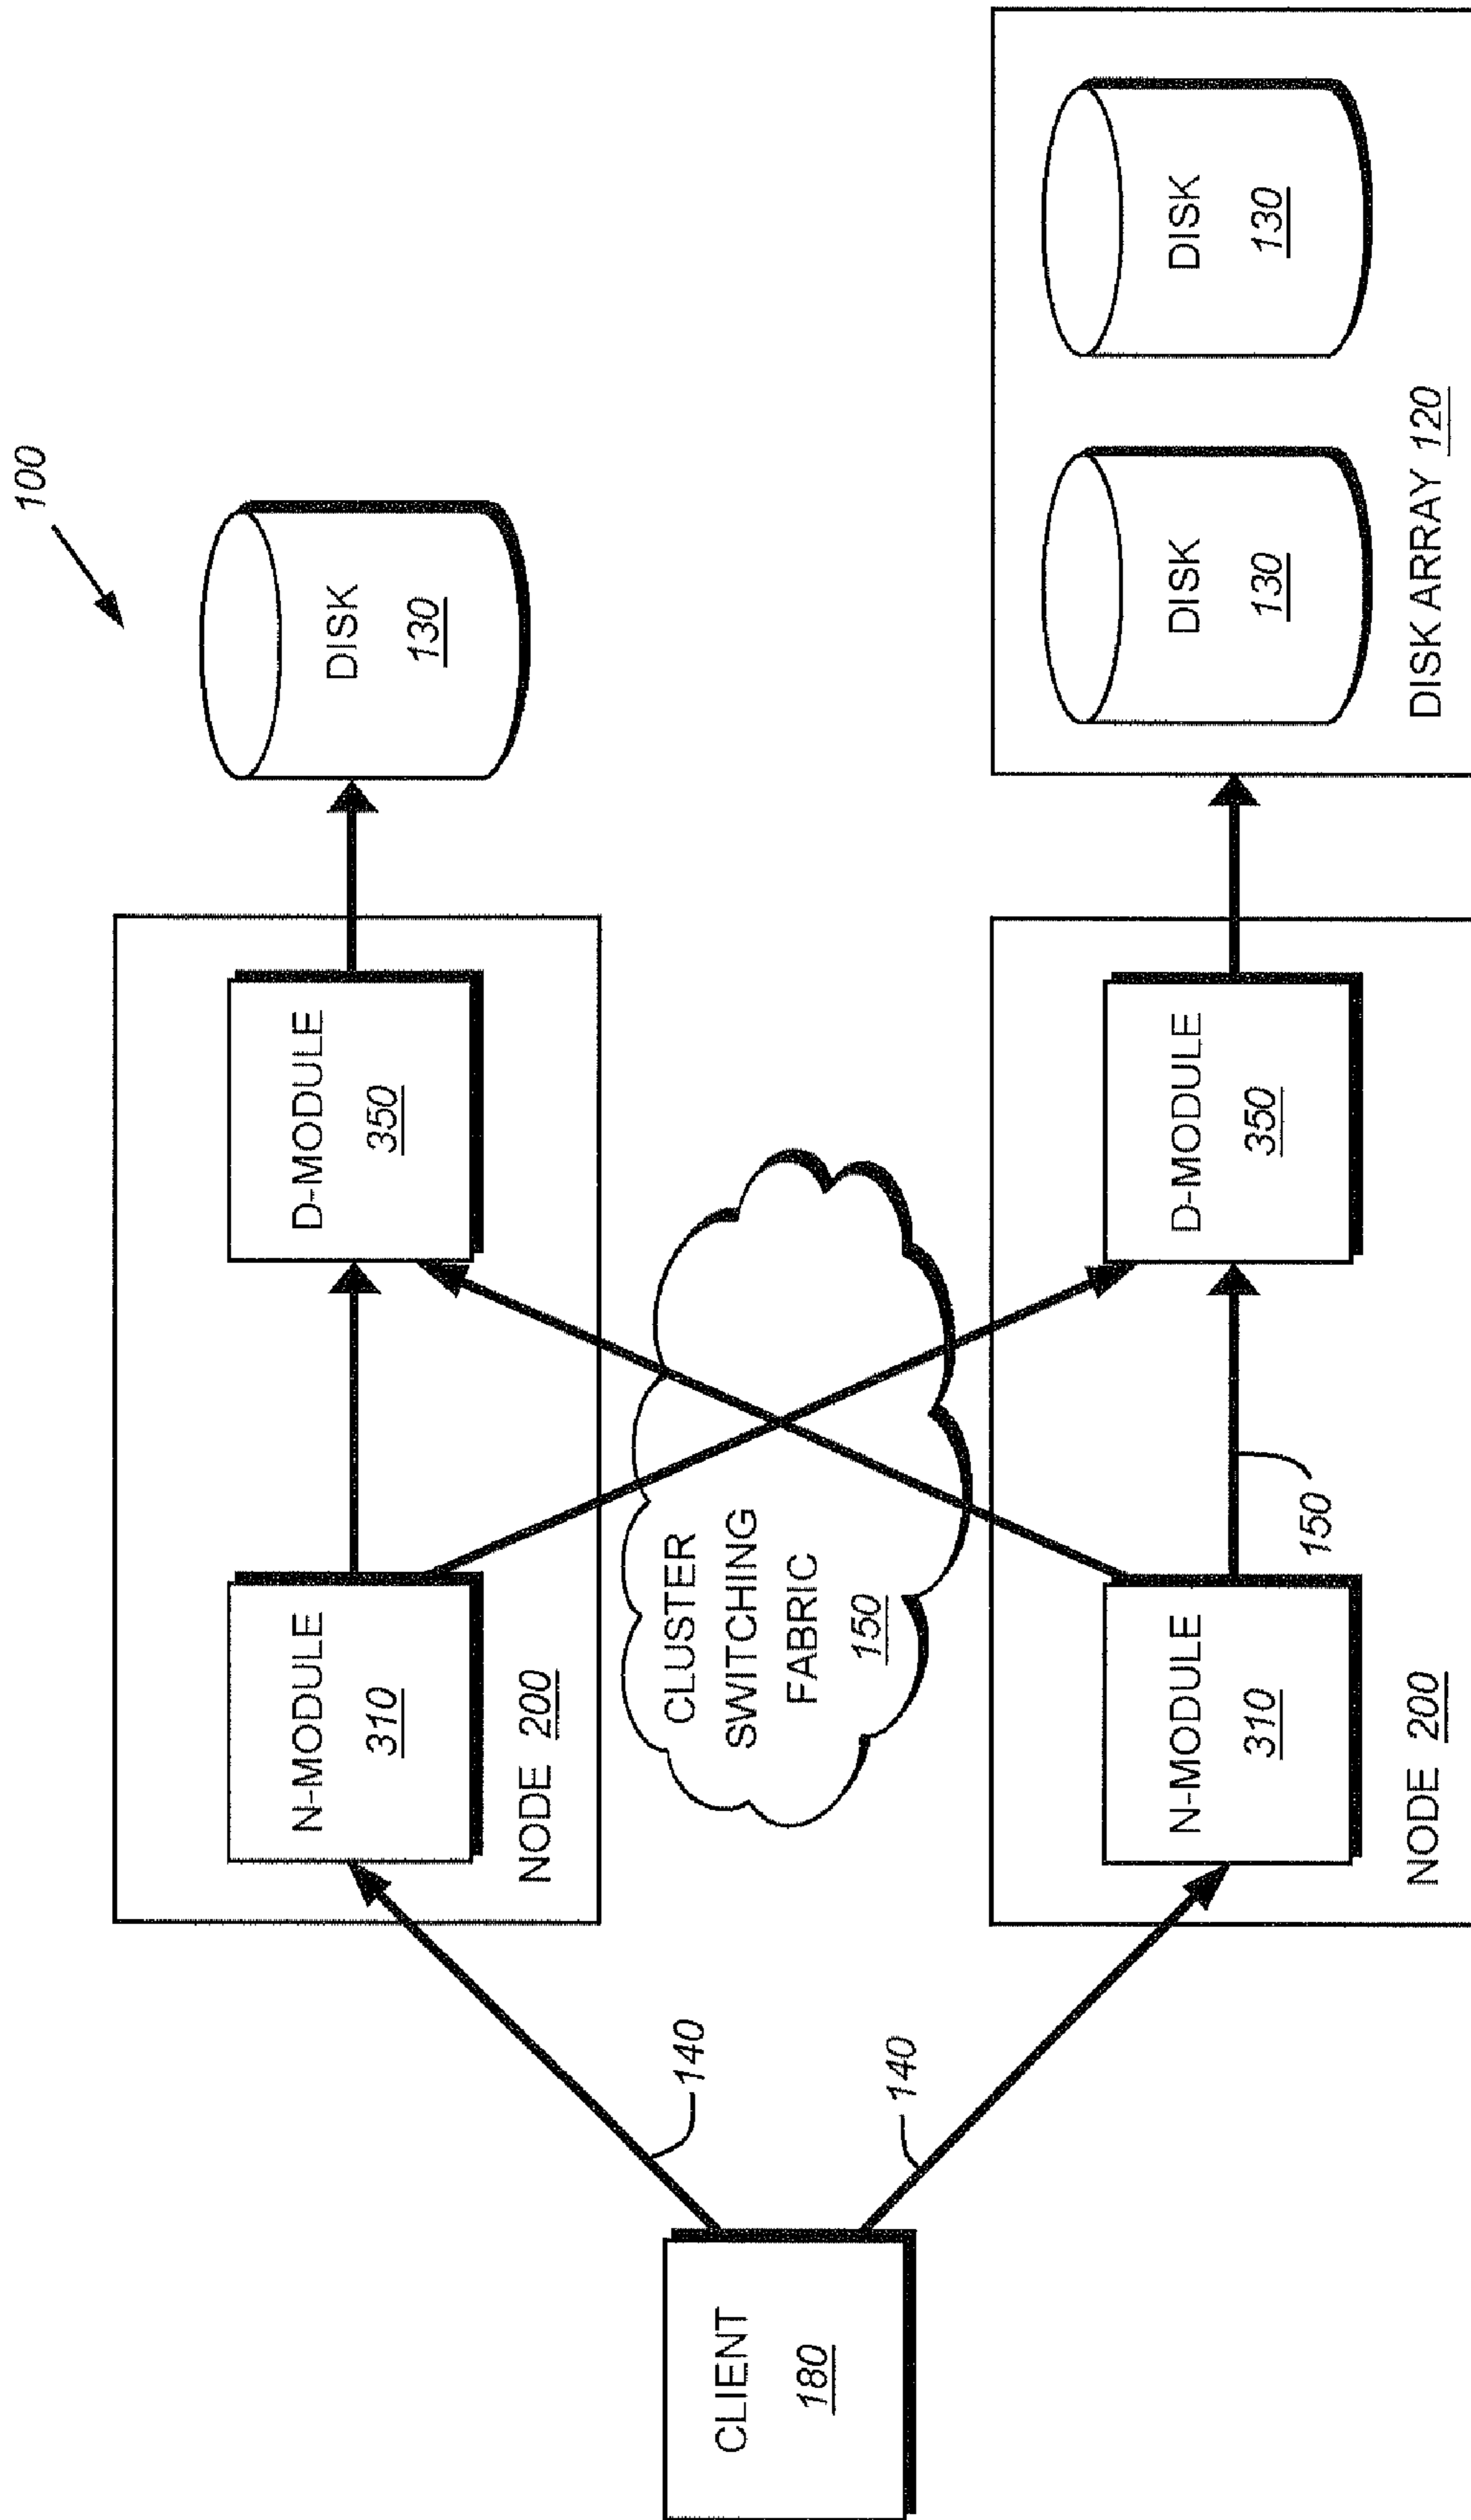 100
N-MODULE
310
D-MODULE
350
DISK
130
NODE 200
CLIENT
180
140
140
CLUSTER
SWITCHING
FABRIC
150
N-MODULE
310
150
D-MODULE
350
NODE 200
DISK
130
DISK
130
DISK ARRAY 120